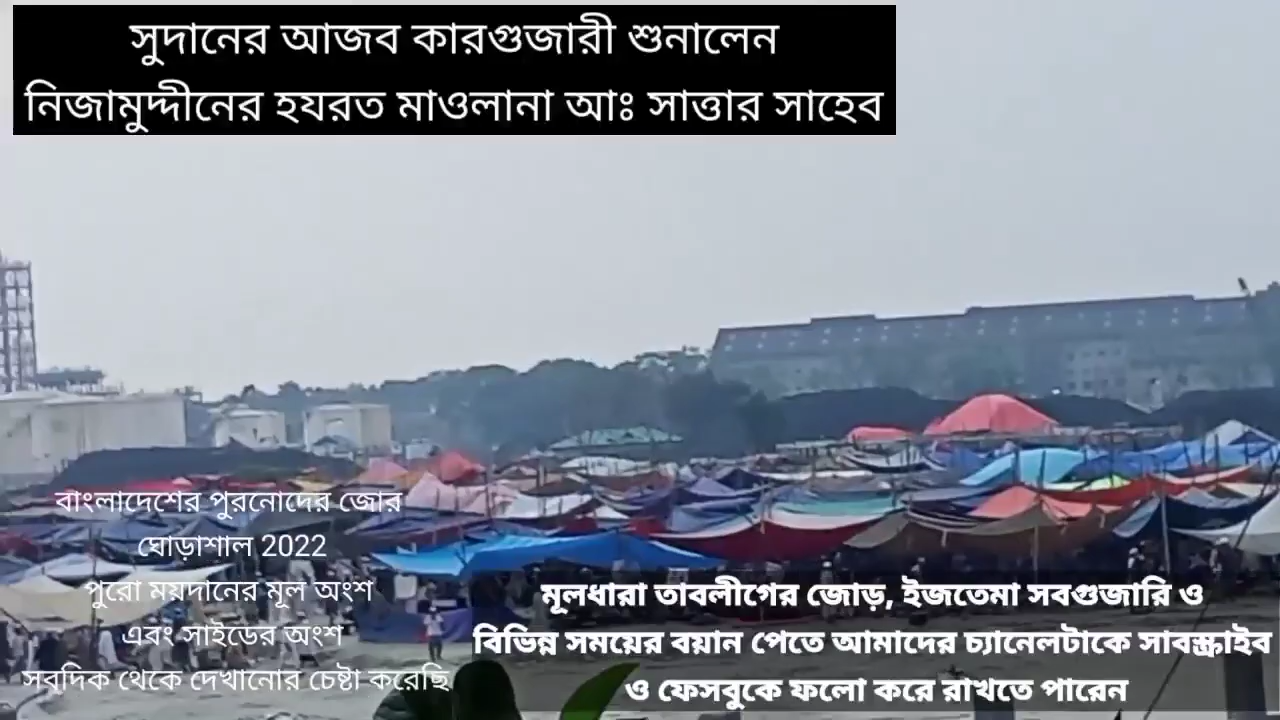 সুদানের আজব কারগুজারী শুনালেন
নিজামুদ্দীনের হযরত মাওলানা আঃ সাত্তার সাহেব
বাংলাদেশের পুরনোদের জোর
ঘোড়াশাল 2022
পুরো ময়দানের মূল অংশ
এবং সাইডের অংশ
সবদিক থেকে দেখানোর চেষ্টা করেছি
মূলধারা তাবলীগের জোড়, ইজতেমা সবগুজারি ও
বিভিন্ন সময়ের বয়ান পেতে আমাদের চ্যানেলটাকে সাবস্ক্রাইব
ও ফেসবুকে ফলো করে রাখতে পারেন